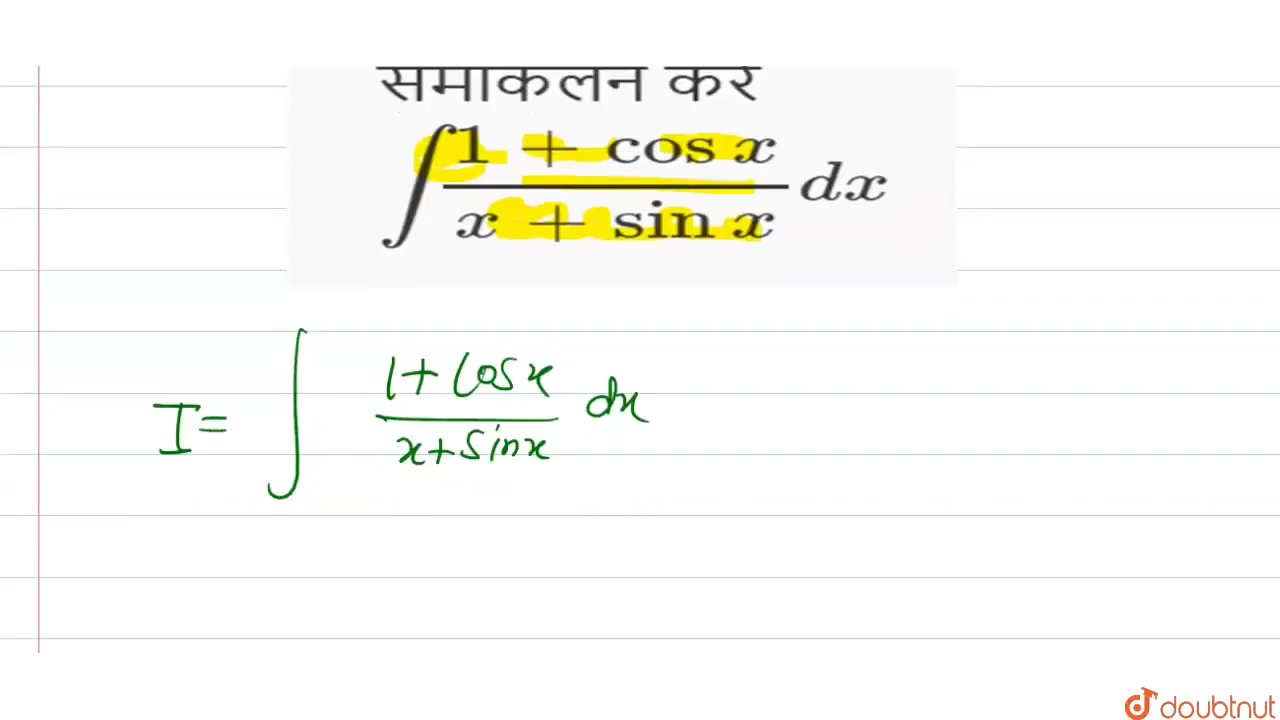 समाकलन करें
∫ 1 + cos x / x + sin x dx
I = ∫ 1 + cos x / x + sin x dx
doubtnut